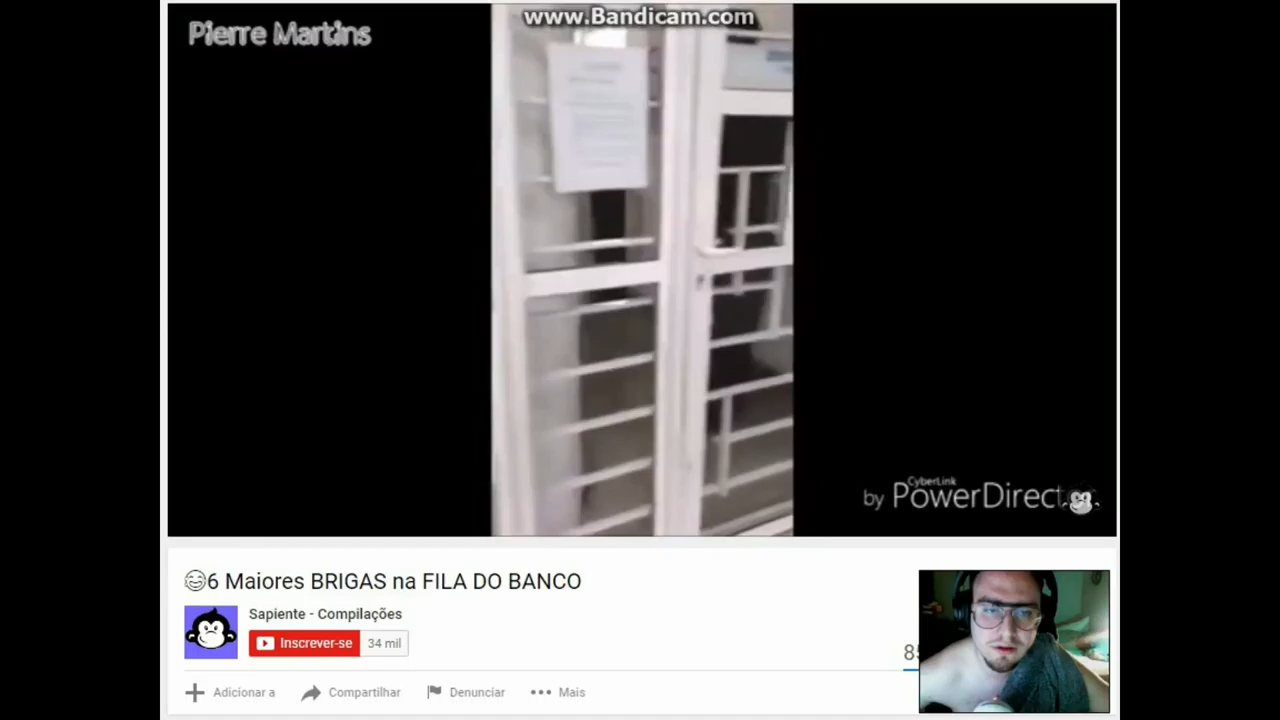 www.Bandicam.com
Pierre Martins
CyberLink
by PowerDirect
😂6 Maiores BRIGAS na FILA DO BANCO
Sapiente - Compilações
Inscrever-se 34 mil
Adicionar a Compartilhar Denunciar Mais